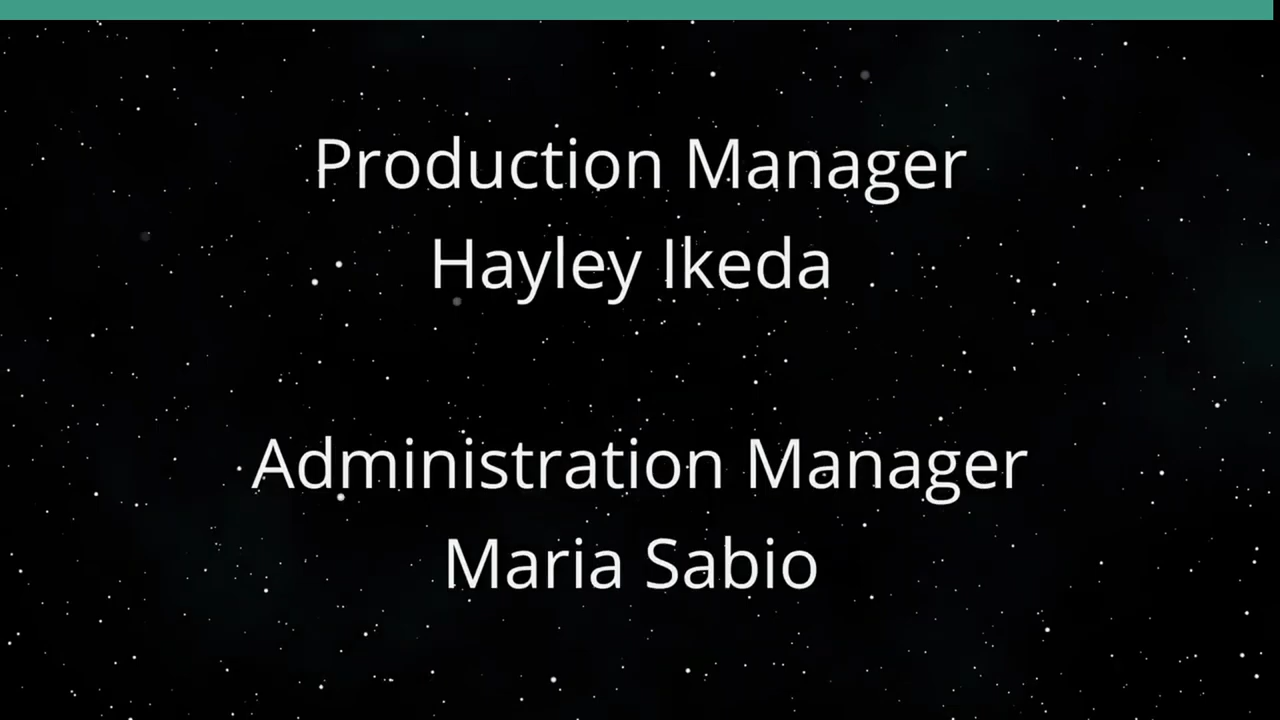 Production Manager
Hayley Ikeda
Administration Manager
Maria Sabio